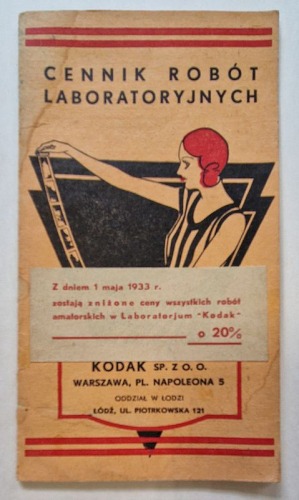 CENNIK ROBÓT
LABORATORYJNYCH
Z dniem 1 maja 1933 r.
zostają zniżone ceny wszystkich robót
amatorskich w Laboratorjum "Kodak"
o 20%
KODAK SP. Z O. O.
WARSZAWA, PL. NAPOLEONA 5
ODDZIAŁ W ŁODZI
ŁÓDŹ, UL. PIOTRKOWSKA 121